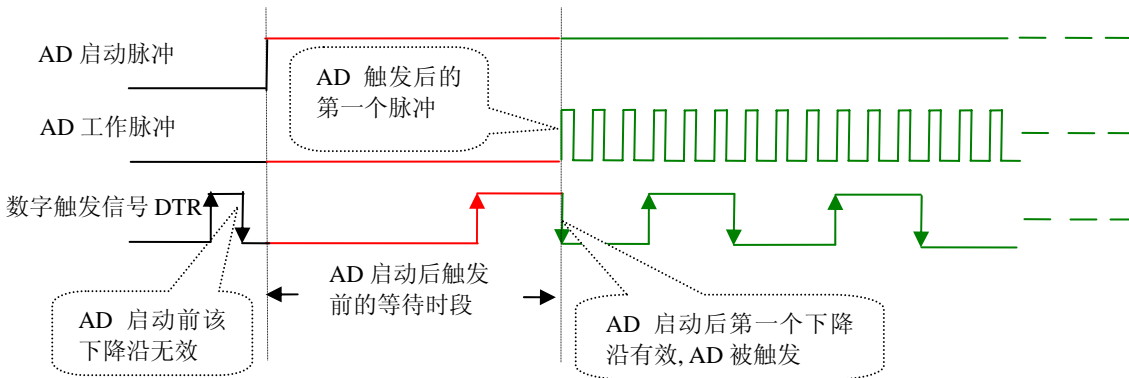 AD 启动脉冲
AD 触发后的
第一个脉冲
AD 工作脉冲
数字触发信号 DTR
AD 启动后触发
前的等待时段
AD 启动前该
下降沿无效
AD 启动后第一个下降
沿有效, AD 被触发